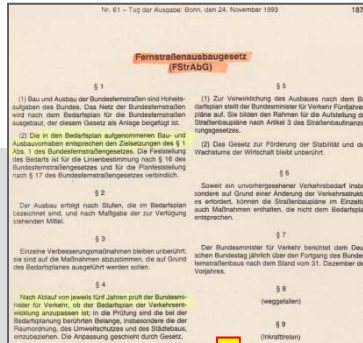 Nr. 61 – Tag der Ausgabe: Bonn, den 24. November 1993
187
Fernstraßenausbaugesetz
(FStrAbG)
§ 1
(1) Bau und Ausbau der Bundesfernstraßen sind Hoheits-
aufgaben des Bundes. Das Netz der Bundesfernstraßen
wird nach dem Bedarfsplan für die Bundesfernstraßen
ausgebaut, der diesem Gesetz als Anlage beigefügt ist.
(2) Die in den Bedarfsplan aufgenommenen Bau- und
Ausbauvorhaben entsprechen den Zielsetzungen des § 1
Abs. 1 des Bundesfernstraßengesetzes. Die Feststellung
des Bedarfs ist für die Linienbestimmung nach § 16 des
Bundesfernstraßengesetzes und für die Planfeststellung
nach § 17 des Bundesfernstraßengesetzes verbindlich.
§ 2
Der Ausbau erfolgt nach Stufen, die im Bedarfsplan
bezeichnet sind, und nach Maßgabe der zur Verfügung
stehenden Mittel.
§ 3
Einzelne Verbesserungsmaßnahmen bleiben unberührt;
sie sind auf die Maßnahmen abzustimmen, die auf Grund
des Bedarfsplanes ausgeführt werden sollen.
§ 4
Nach Ablauf von jeweils fünf Jahren prüft der Bundesmi-
nister für Verkehr, ob der Bedarfsplan der Verkehrsent-
wicklung anzupassen ist; in die Prüfung sind die bei der
Bedarfsplanung berührten Belange, insbesondere die der
Raumordnung, des Umweltschutzes und des Städtebaus,
einzubeziehen. Die Anpassung geschieht durch Gesetz.
§ 5
(1) Zur Verwirklichung des Ausbaues nach dem Be
darfsplan stellt der Bundesminister für Verkehr Fünfjahres
pläne auf. Sie bilden den Rahmen für die Aufstellung de
Straßenbaupläne nach Artikel 3 des Straßenbaufinanzie
rungsgesetzes.
(2) Das Gesetz zur Förderung der Stabilität und de
Wachstums der Wirtschaft bleibt unberührt.
§ 6
Soweit ein unvorhergesehener Verkehrsbedarf insbe
sondere auf Grund einer Änderung der Verkehrsstruktu
es erfordert, können die Straßenbaupläne im Einzelfa
auch Maßnahmen enthalten, die nicht dem Bedarfspla
entsprechen.
§ 7
Der Bundesminister für Verkehr berichtet dem Deut
schen Bundestag jährlich über den Fortgang des Bundes
fernstraßenbaus nach dem Stand vom 31. Dezember des
Vorjahres.
§ 8
(weggefallen)
§ 9
(Inkrafttreten)